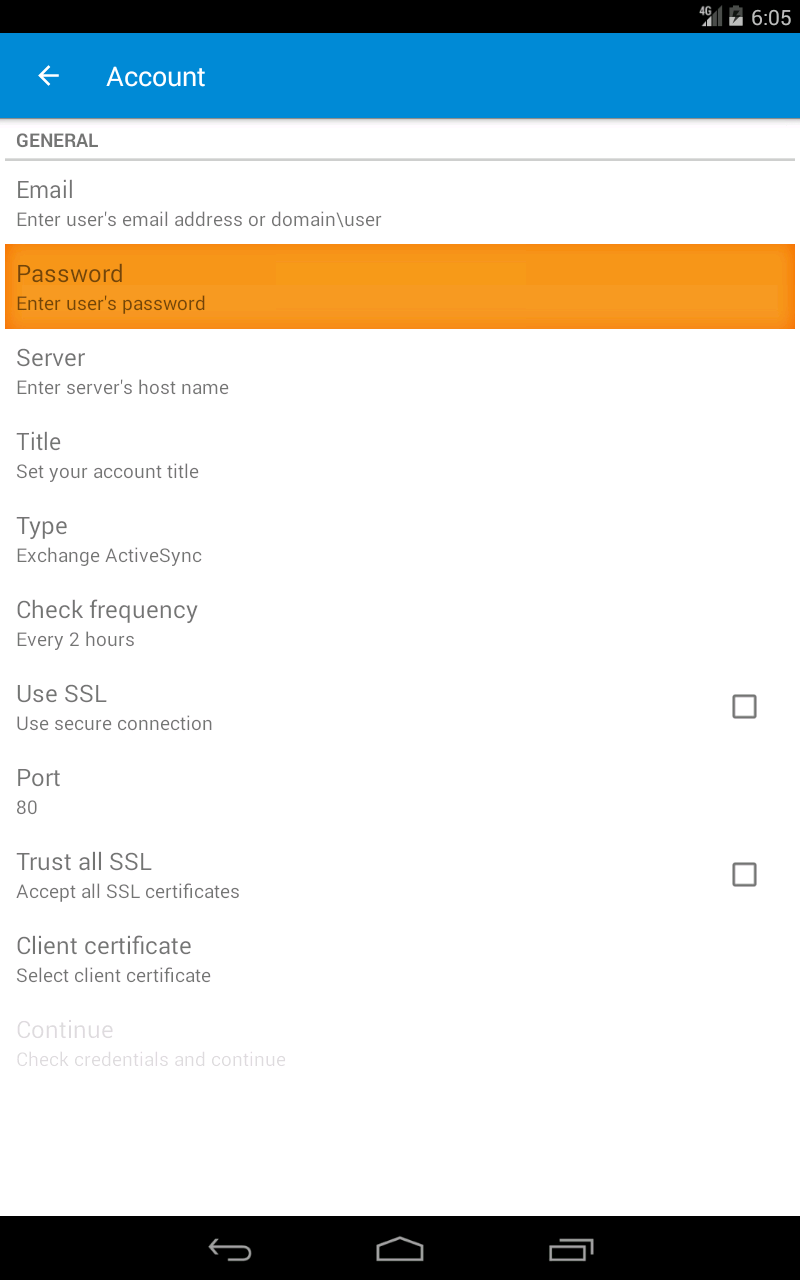 4G 6:05
Account
GENERAL
Email
Enter user's email address or domain\user
Password
Enter user's password
Server
Enter server's host name
Title
Set your account title
Type
Exchange ActiveSync
Check frequency
Every 2 hours
Use SSL
Use secure connection
Port
80
Trust all SSL
Accept all SSL certificates
Client certificate
Select client certificate
Continue
Check credentials and continue